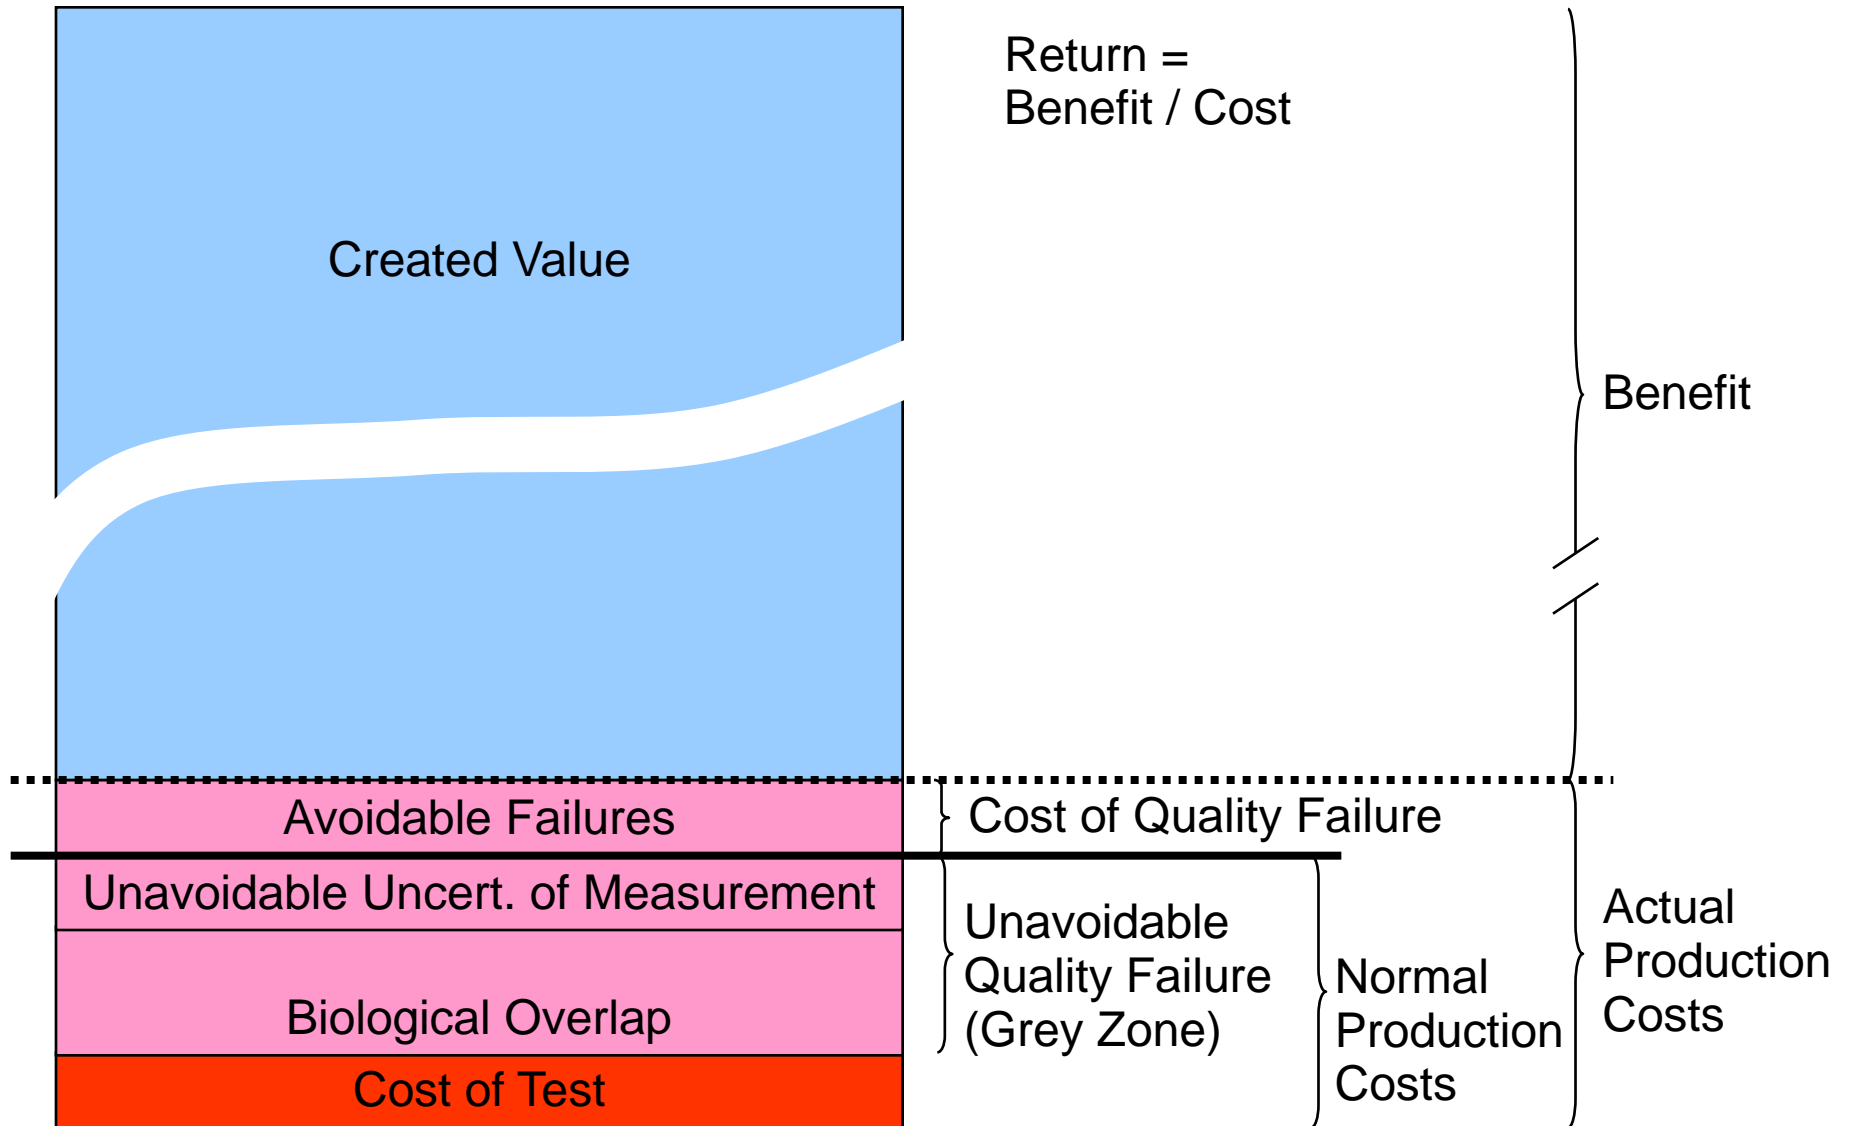 Return =
Benefit / Cost
Created Value
Benefit
Avoidable Failures
Cost of Quality Failure
Unavoidable Uncert. of Measurement
Unavoidable
Quality Failure
(Grey Zone)
Normal
Production
Costs
Actual
Production
Costs
Biological Overlap
Cost of Test